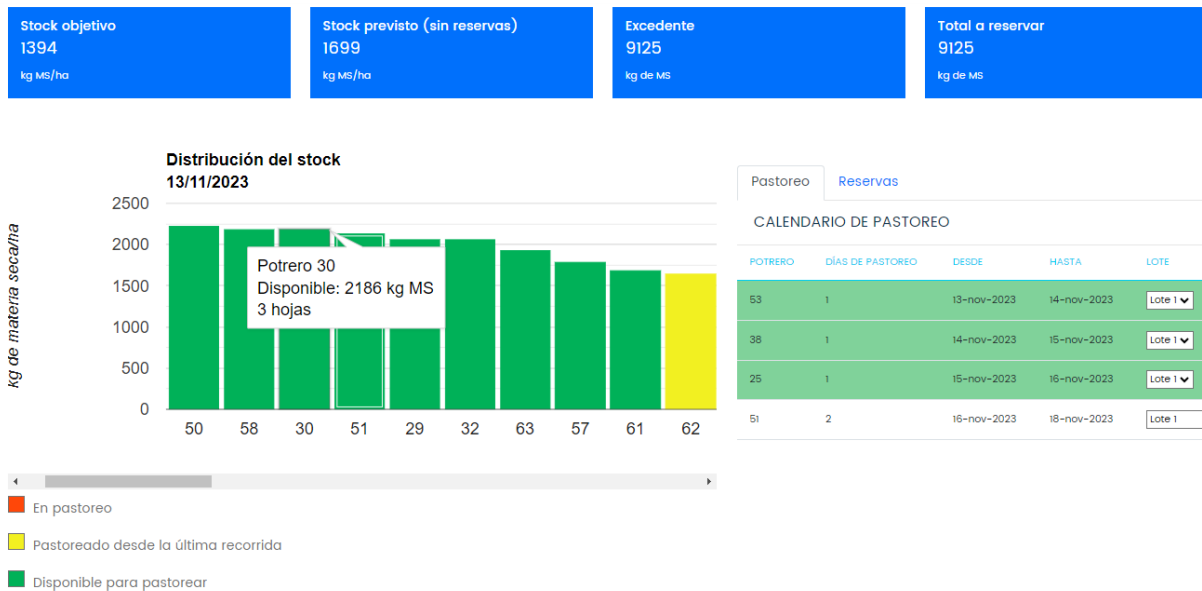 Stock objetivo
1394
kg MS/ha
Stock previsto (sin reservas)
1699
kg MS/ha
Excedente
9125
kg de MS
Total a reservar
9125
kg de MS
Distribución del stock
13/11/2023
kg de materia seca/ha
2500
2000
1500
1000
500
0
Potrero 30
Disponible: 2186 kg MS
3 hojas
50 58 30 51 29 32 63 57 61 62
En pastoreo
Pastoreado desde la última recorrida
Disponible para pastorear
Pastoreo Reservas
CALENDARIO DE PASTOREO
POTRERO DÍAS DE PASTOREO DESDE HASTA LOTE
53 1 13-nov-2023 14-nov-2023 Lote 1
38 1 14-nov-2023 15-nov-2023 Lote 1
25 1 15-nov-2023 16-nov-2023 Lote 1
51 2 16-nov-2023 18-nov-2023 Lote 1